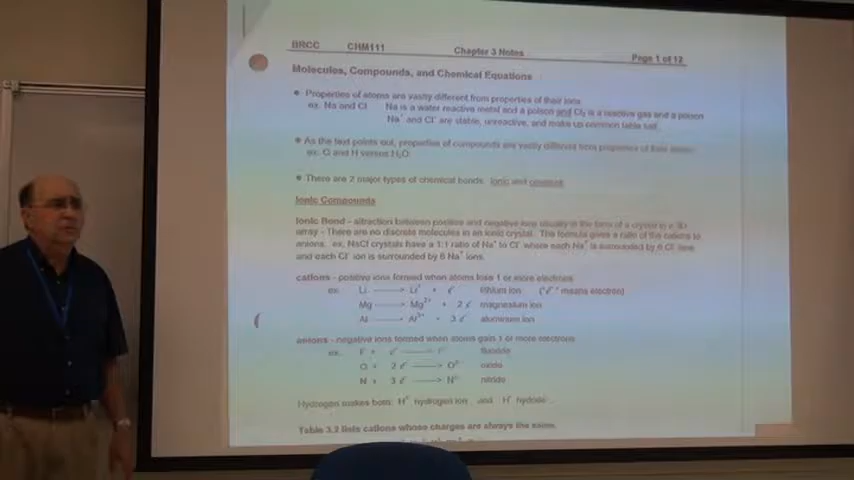 BRCC CHM111 Chapter 3 Notes Page 1 of 12
Molecules, Compounds, and Chemical Equations
• Properties of atoms are vastly different from properties of their ions
ex. Na and Cl Na is a water reactive metal and a poison and Cl₂ is a reactive gas and a poison
Na⁺ and Cl⁻ are stable, unreactive, and make up common table salt.
• As the text points out, properties of compounds are vastly different from properties of their
ex. O and H versus H₂O
• There are 2 major types of chemical bonds. Ionic and covalent
Ionic Compounds
Ionic Bond - attraction between positive and negative ions usually in the form of a crystal in a 3D
array - There are no discrete molecules in an ionic crystal. The formula gives a ratio of the cations to
anions. ex. NaCl crystals have a 1:1 ratio of Na⁺ to Cl⁻ where each Na⁺ is surrounded by 6 Cl⁻ ions
and each Cl⁻ ion is surrounded by 6 Na⁺ ions.
cations - positive ions formed when atoms lose 1 or more electrons
ex. Li ----> Li⁺ + e⁻ lithium ion ("e⁻" means electron)
Mg ----> Mg²⁺ + 2 e⁻ magnesium ion
Al ----> Al³⁺ + 3 e⁻ aluminum ion
anions - negative ions formed when atoms gain 1 or more electrons
ex. F + e⁻ ----> F⁻ fluoride
O + 2 e⁻ ----> O²⁻ oxide
N + 3 e⁻ ----> N³⁻ nitride
Hydrogen makes both: H⁺ hydrogen ion and H⁻ hydride
Table 3.2 lists cations whose charges are always the same.